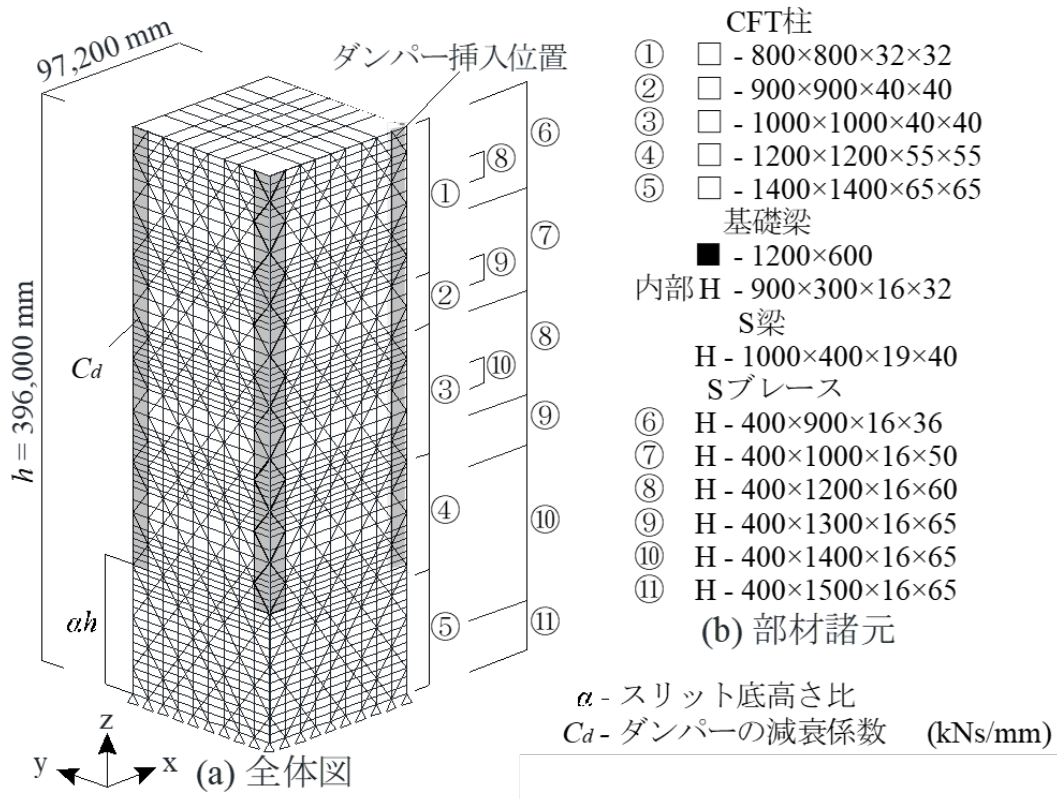 97,200 mm
ダンパー挿入位置
h = 396,000 mm
Cd
αh
①
②
③
④
⑤
⑧
⑨
⑩
⑥
⑦
⑧
⑨
⑩
⑪
z
y
x
(a) 全体図
CFT柱
① □ - 800×800×32×32
② □ - 900×900×40×40
③ □ - 1000×1000×40×40
④ □ - 1200×1200×55×55
⑤ □ - 1400×1400×65×65
基礎梁
■ - 1200×600
内部 H - 900×300×16×32
S梁
H - 1000×400×19×40
Sブレース
⑥ H - 400×900×16×36
⑦ H - 400×1000×16×50
⑧ H - 400×1200×16×60
⑨ H - 400×1300×16×65
⑩ H - 400×1400×16×65
⑪ H - 400×1500×16×65
(b) 部材諸元
α - スリット底高さ比
Cd - ダンパーの減衰係数 (kNs/mm)